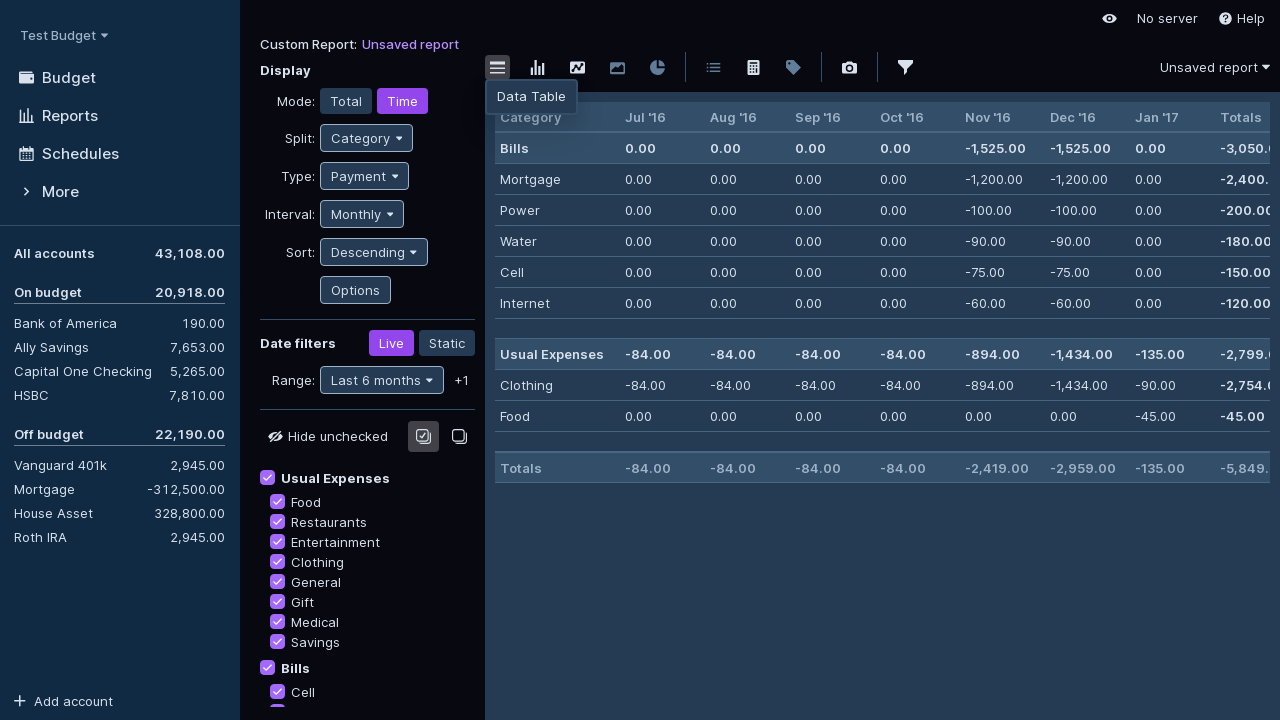 Test Budget
Budget
Reports
Schedules
More
All accounts 43,108.00
On budget 20,918.00
Bank of America 190.00
Ally Savings 7,653.00
Capital One Checking 5,265.00
HSBC 7,810.00
Off budget 22,190.00
Vanguard 401k 2,945.00
Mortgage -312,500.00
House Asset 328,800.00
Roth IRA 2,945.00
Add account
No server Help
Custom Report: Unsaved report
Display
Mode: Total Time
Split: Category
Type: Payment
Interval: Monthly
Sort: Descending
Options
Date filters Live Static
Range: Last 6 months +1
Hide unchecked
Usual Expenses
Food
Restaurants
Entertainment
Clothing
General
Gift
Medical
Savings
Bills
Cell
Unsaved report
Data Table
Category Jul '16 Aug '16 Sep '16 Oct '16 Nov '16 Dec '16 Jan '17 Totals
Bills 0.00 0.00 0.00 0.00 -1,525.00 -1,525.00 0.00 -3,050.0
Mortgage 0.00 0.00 0.00 0.00 -1,200.00 -1,200.00 0.00 -2,400.
Power 0.00 0.00 0.00 0.00 -100.00 -100.00 0.00 -200.00
Water 0.00 0.00 0.00 0.00 -90.00 -90.00 0.00 -180.00
Cell 0.00 0.00 0.00 0.00 -75.00 -75.00 0.00 -150.00
Internet 0.00 0.00 0.00 0.00 -60.00 -60.00 0.00 -120.00
Usual Expenses -84.00 -84.00 -84.00 -84.00 -894.00 -1,434.00 -135.00 -2,799.0
Clothing -84.00 -84.00 -84.00 -84.00 -894.00 -1,434.00 -90.00 -2,754.0
Food 0.00 0.00 0.00 0.00 0.00 0.00 -45.00 -45.00
Totals -84.00 -84.00 -84.00 -84.00 -2,419.00 -2,959.00 -135.00 -5,849.